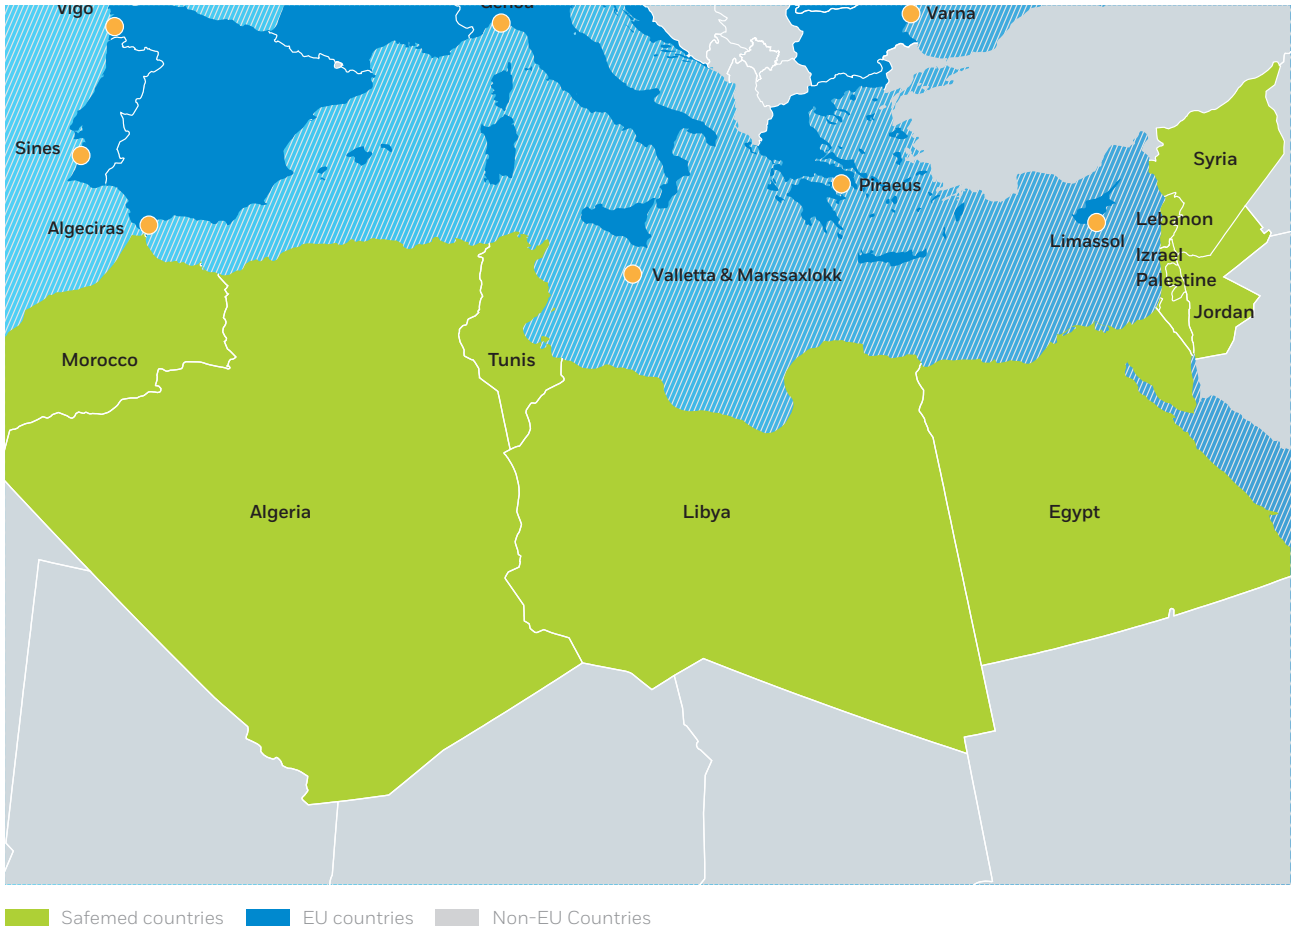 Vigo
Genoa
Varna
Sines
Syria
Piraeus
Algeciras
Lebanon
Limassol
Izrael
Valletta & Marssaxlokk
Palestine
Jordan
Morocco
Tunis
Algeria
Libya
Egypt
Safemed countries
EU countries
Non-EU Countries